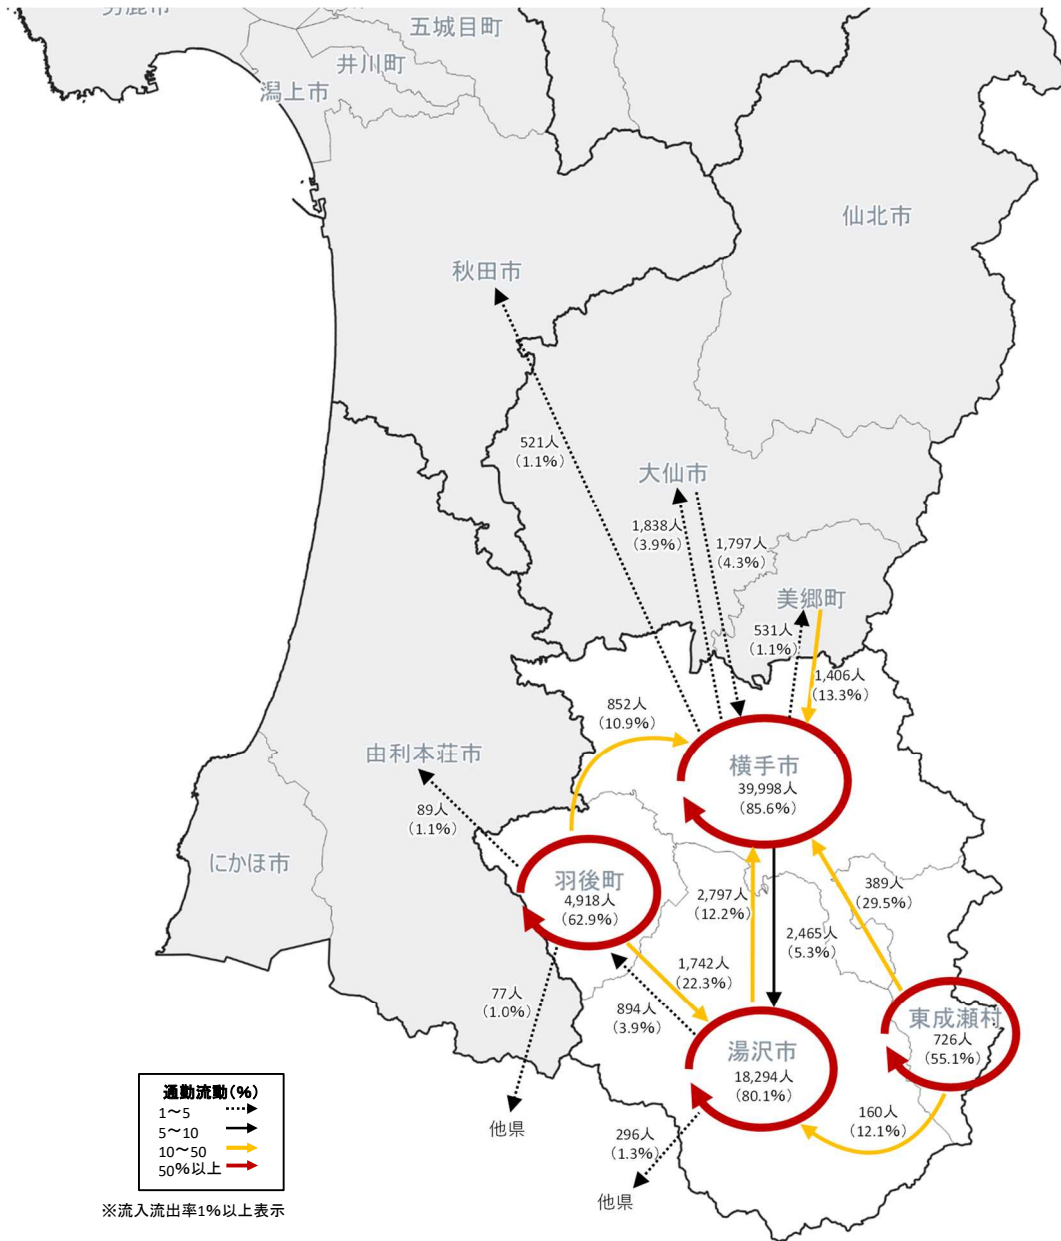 男鹿市
五城目町
井川町
潟上市
仙北市
秋田市
521人
(1.1%)
大仙市
1,838人
(3.9%)
1,797人
(4.3%)
美郷町
531人
(1.1%)
1,406人
(13.3%)
852人
(10.9%)
由利本荘市
横手市
39,998人
(85.6%)
89人
(1.1%)
にかほ市
羽後町
4,918人
(62.9%)
2,797人
(12.2%)
389人
(29.5%)
2,465人
(5.3%)
1,742人
(22.3%)
77人
(1.0%)
894人
(3.9%)
東成瀬村
726人
(55.1%)
湯沢市
18,294人
(80.1%)
160人
(12.1%)
他県
296人
(1.3%)
他県
通勤流動(%)
1～5
5～10
10～50
50%以上
※流入流出率1%以上表示